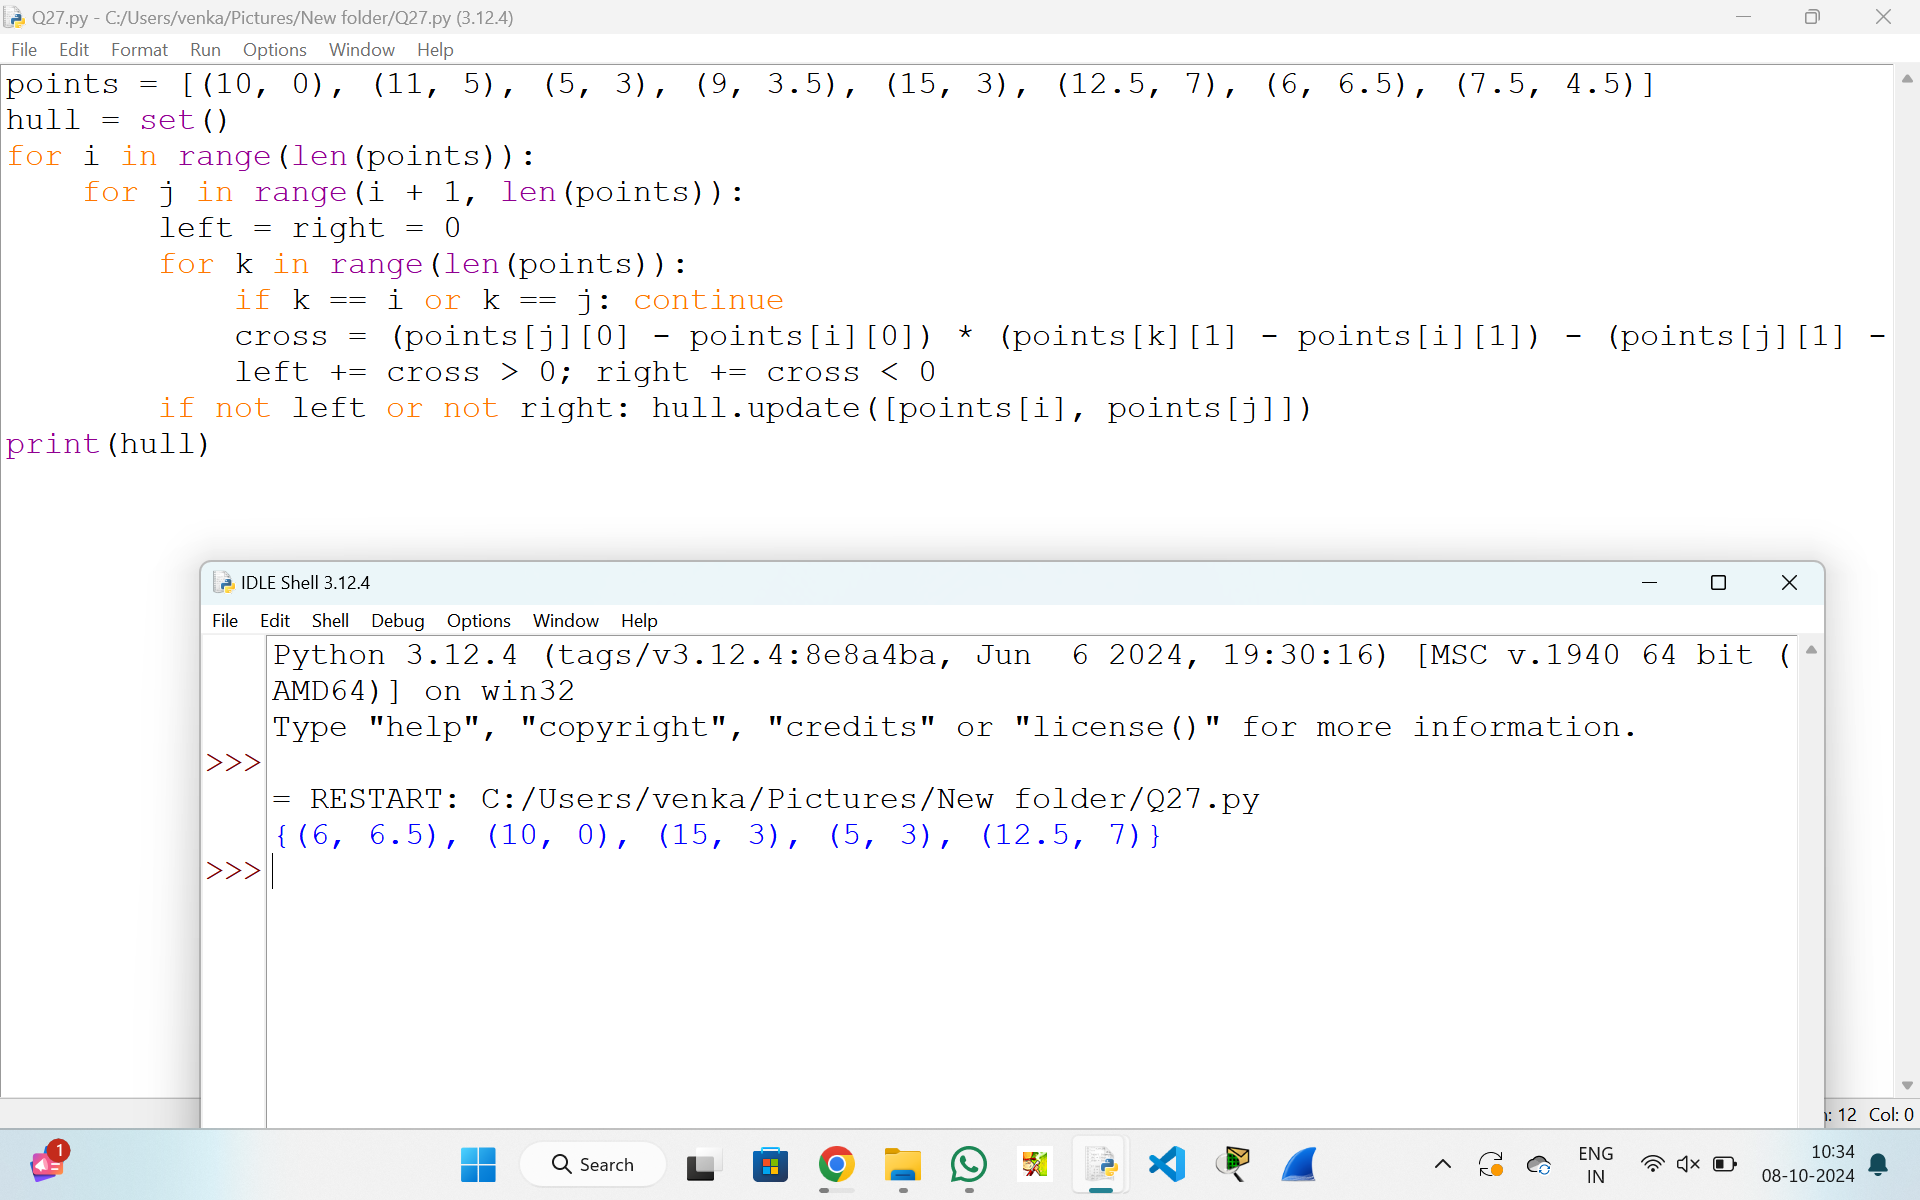 Q27.py - C:/Users/venka/Pictures/New folder/Q27.py (3.12.4)
File Edit Format Run Options Window Help
points = [(10, 0), (11, 5), (5, 3), (9, 3.5), (15, 3), (12.5, 7), (6, 6.5), (7.5, 4.5)]
hull = set()
for i in range(len(points)):
    for j in range(i + 1, len(points)):
        left = right = 0
        for k in range(len(points)):
            if k == i or k == j: continue
            cross = (points[j][0] - points[i][0]) * (points[k][1] - points[i][1]) - (points[j][1] -
            left += cross > 0; right += cross < 0
        if not left or not right: hull.update([points[i], points[j]])
print(hull)
IDLE Shell 3.12.4
File Edit Shell Debug Options Window Help
Python 3.12.4 (tags/v3.12.4:8e8a4ba, Jun  6 2024, 19:30:16) [MSC v.1940 64 bit (
AMD64)] on win32
Type "help", "copyright", "credits" or "license()" for more information.
>>>
= RESTART: C:/Users/venka/Pictures/New folder/Q27.py
{(6, 6.5), (10, 0), (15, 3), (5, 3), (12.5, 7)}
>>>
: 12 Col: 0
1
Search
ENG
IN
10:34
08-10-2024